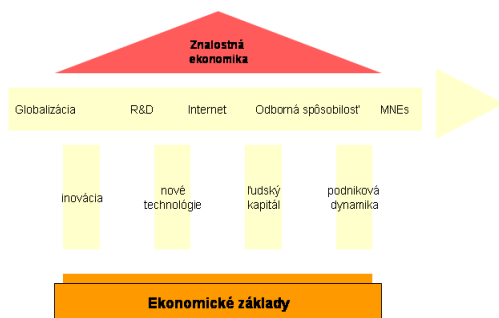 Znalostná
ekonomika
Globalizácia R&D Internet Odborná spôsobilosť MNEs
inovácia
nové
technológie
ľudský
kapitál
podniková
dynamika
Ekonomické základy